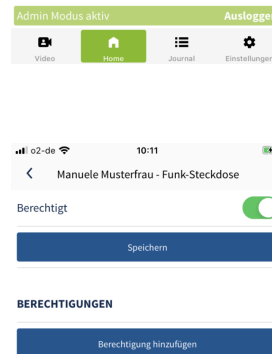 Admin Modus aktiv Ausloggen
Video Home Journal Einstellungen
o2-de 10:11
Manuele Musterfrau - Funk-Steckdose
Berechtigt
Speichern
BERECHTIGUNGEN
Berechtigung hinzufügen